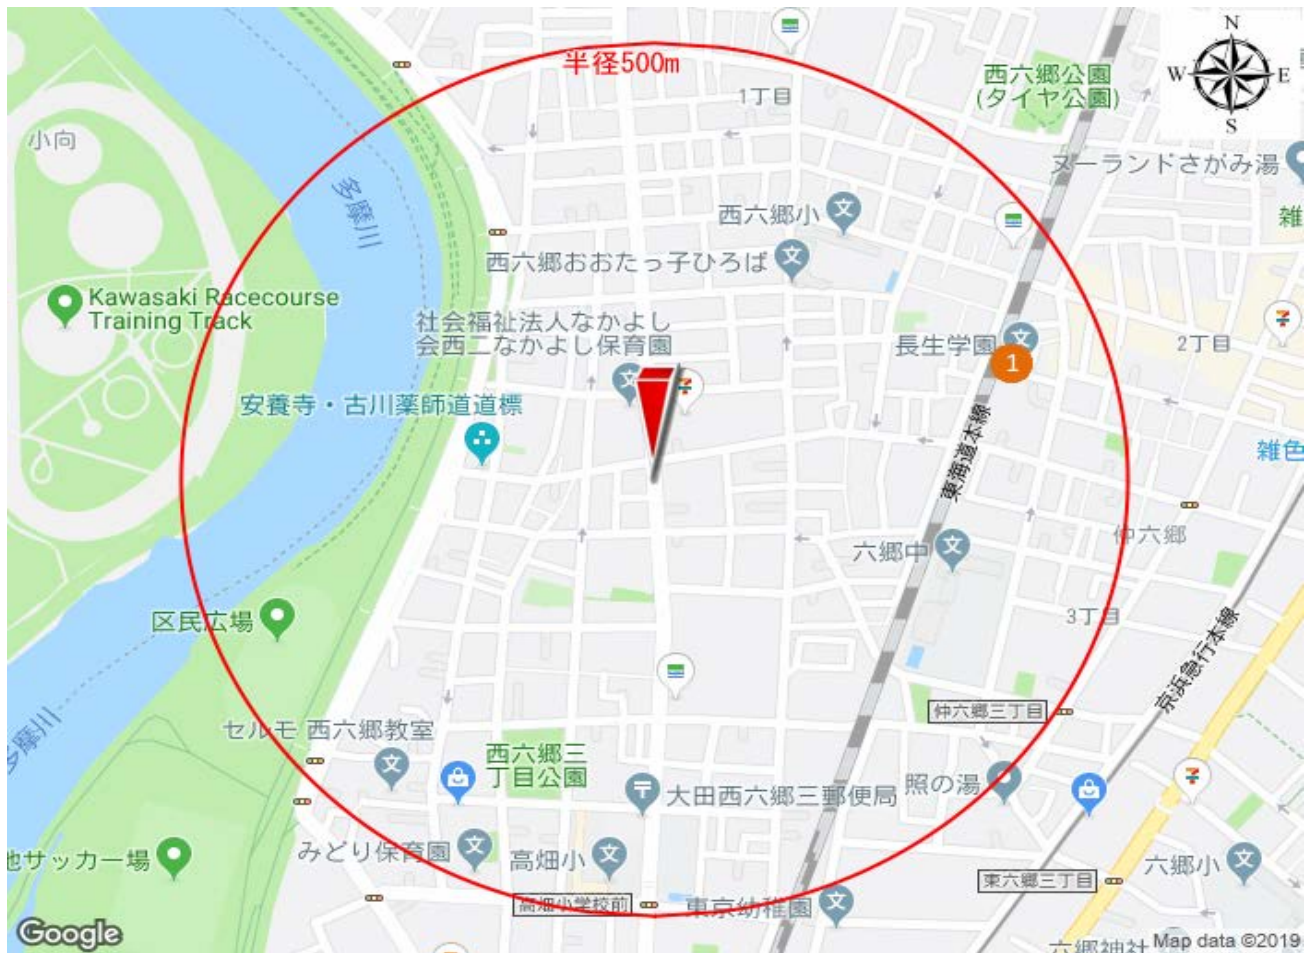 半径500m
N
W
E
S
西六郷公園
(タイヤ公園)
1丁目
小向
ヌーランドさがみ湯
多摩川
西六郷小
雑
西六郷おおたっ子ひろば
Kawasaki Racecourse
Training Track
社会福祉法人なかよし
会西二なかよし保育園
長生学園
2丁目
1
7
7
安養寺・古川薬師道道標
東海道本線
雑色
六郷中
仲六郷
区民広場
3丁目
京浜急行本線
多摩川
仲六郷三丁目
セルモ 西六郷教室
西六郷三
丁目公園
大田西六郷三郵便局
照の湯
7
地サッカー場
みどり保育園
高畑小
東六郷三丁目
六郷小
高畑小学校前
東京幼稚園
六郷神社
Google
Map data ©2019